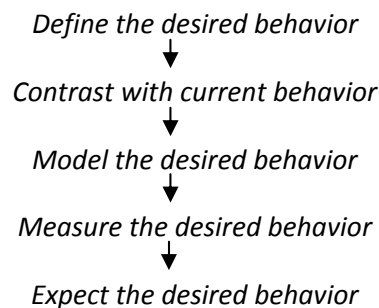 Define the desired behavior
Contrast with current behavior
Model the desired behavior
Measure the desired behavior
Expect the desired behavior